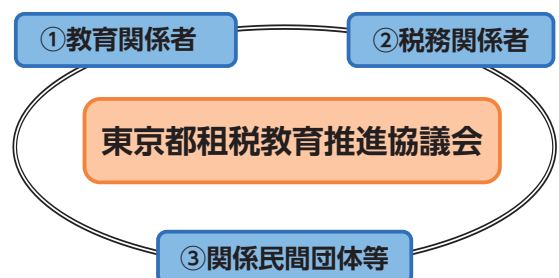 ①教育関係者
②税務関係者
東京都租税教育推進協議会
③関係民間団体等